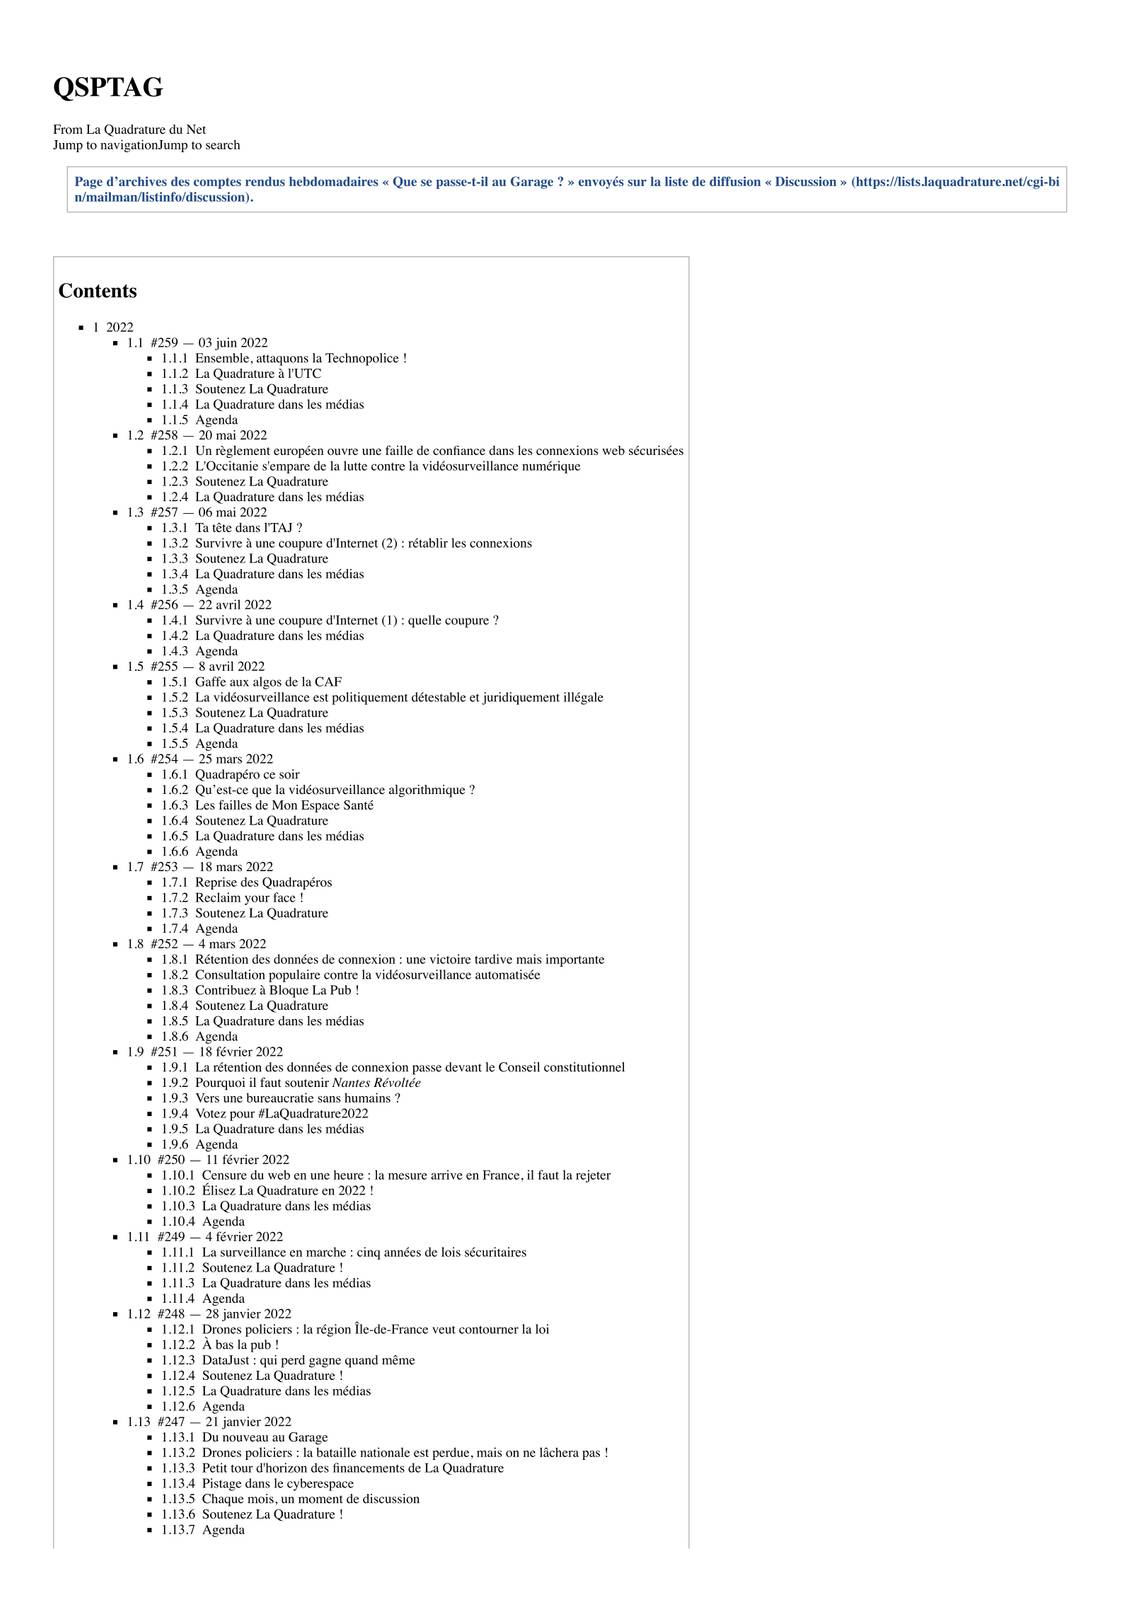 QSPTAG
From La Quadrature du Net
Jump to navigationJump to search
Page d’archives des comptes rendus hebdomadaires « Que se passe-t-il au Garage ? » envoyés sur la liste de diffusion « Discussion » (https://lists.laquadrature.net/cgi-bi
n/mailman/listinfo/discussion).
Contents
▪ 1 2022
▪ 1.1 #259 — 03 juin 2022
▪ 1.1.1 Ensemble, attaquons la Technopolice !
▪ 1.1.2 La Quadrature à l'UTC
▪ 1.1.3 Soutenez La Quadrature
▪ 1.1.4 La Quadrature dans les médias
▪ 1.1.5 Agenda
▪ 1.2 #258 — 20 mai 2022
▪ 1.2.1 Un règlement européen ouvre une faille de confiance dans les connexions web sécurisées
▪ 1.2.2 L'Occitanie s'empare de la lutte contre la vidéosurveillance numérique
▪ 1.2.3 Soutenez La Quadrature
▪ 1.2.4 La Quadrature dans les médias
▪ 1.3 #257 — 06 mai 2022
▪ 1.3.1 Ta tête dans l'TAJ ?
▪ 1.3.2 Survivre à une coupure d'Internet (2) : rétablir les connexions
▪ 1.3.3 Soutenez La Quadrature
▪ 1.3.4 La Quadrature dans les médias
▪ 1.3.5 Agenda
▪ 1.4 #256 — 22 avril 2022
▪ 1.4.1 Survivre à une coupure d'Internet (1) : quelle coupure ?
▪ 1.4.2 La Quadrature dans les médias
▪ 1.4.3 Agenda
▪ 1.5 #255 — 8 avril 2022
▪ 1.5.1 Gaffe aux algos de la CAF
▪ 1.5.2 La vidéosurveillance est politiquement détestable et juridiquement illégale
▪ 1.5.3 Soutenez La Quadrature
▪ 1.5.4 La Quadrature dans les médias
▪ 1.5.5 Agenda
▪ 1.6 #254 — 25 mars 2022
▪ 1.6.1 Quadrapéro ce soir
▪ 1.6.2 Qu’est-ce que la vidéosurveillance algorithmique ?
▪ 1.6.3 Les failles de Mon Espace Santé
▪ 1.6.4 Soutenez La Quadrature
▪ 1.6.5 La Quadrature dans les médias
▪ 1.6.6 Agenda
▪ 1.7 #253 — 18 mars 2022
▪ 1.7.1 Reprise des Quadrapéros
▪ 1.7.2 Reclaim your face !
▪ 1.7.3 Soutenez La Quadrature
▪ 1.7.4 Agenda
▪ 1.8 #252 — 4 mars 2022
▪ 1.8.1 Rétention des données de connexion : une victoire tardive mais importante
▪ 1.8.2 Consultation populaire contre la vidéosurveillance automatisée
▪ 1.8.3 Contribuez à Bloque La Pub !
▪ 1.8.4 Soutenez La Quadrature
▪ 1.8.5 La Quadrature dans les médias
▪ 1.8.6 Agenda
▪ 1.9 #251 — 18 février 2022
▪ 1.9.1 La rétention des données de connexion passe devant le Conseil constitutionnel
▪ 1.9.2 Pourquoi il faut soutenir Nantes Révoltée
▪ 1.9.3 Vers une bureaucratie sans humains ?
▪ 1.9.4 Votez pour #LaQuadrature2022
▪ 1.9.5 La Quadrature dans les médias
▪ 1.9.6 Agenda
▪ 1.10 #250 — 11 février 2022
▪ 1.10.1 Censure du web en une heure : la mesure arrive en France, il faut la rejeter
▪ 1.10.2 Élisez La Quadrature en 2022 !
▪ 1.10.3 La Quadrature dans les médias
▪ 1.10.4 Agenda
▪ 1.11 #249 — 4 février 2022
▪ 1.11.1 La surveillance en marche : cinq années de lois sécuritaires
▪ 1.11.2 Soutenez La Quadrature !
▪ 1.11.3 La Quadrature dans les médias
▪ 1.11.4 Agenda
▪ 1.12 #248 — 28 janvier 2022
▪ 1.12.1 Drones policiers : la région Île-de-France veut contourner la loi
▪ 1.12.2 À bas la pub !
▪ 1.12.3 DataJust : qui perd gagne quand même
▪ 1.12.4 Soutenez La Quadrature !
▪ 1.12.5 La Quadrature dans les médias
▪ 1.12.6 Agenda
▪ 1.13 #247 — 21 janvier 2022
▪ 1.13.1 Du nouveau au Garage
▪ 1.13.2 Drones policiers : la bataille nationale est perdue, mais on ne lâchera pas !
▪ 1.13.3 Petit tour d'horizon des financements de La Quadrature
▪ 1.13.4 Pistage dans le cyberespace
▪ 1.13.5 Chaque mois, un moment de discussion
▪ 1.13.6 Soutenez La Quadrature !
▪ 1.13.7 Agenda